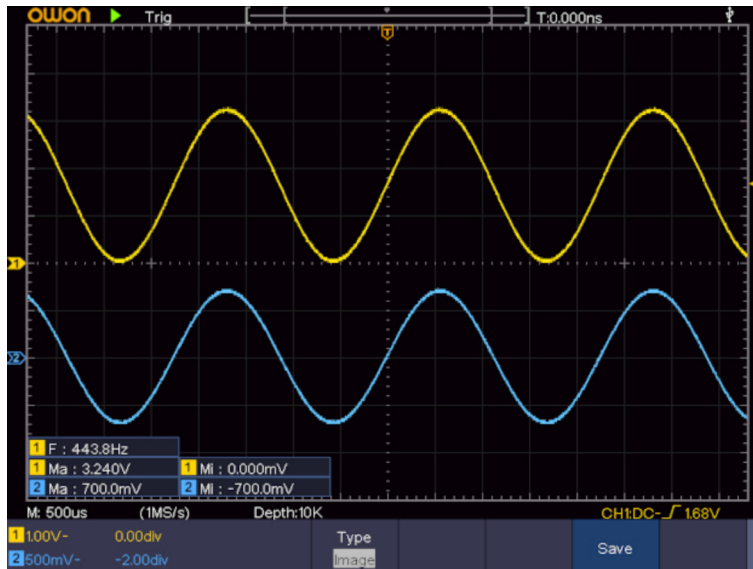 owon Trig T:0.000ns
T
1
2
1 F : 443.8Hz
1 Ma : 3.240V 1 Mi : 0.000mV
2 Ma : 700.0mV 2 Mi : -700.0mV
M: 500us (1MS/s) Depth:10K CH1:DC- 1.68V
1 1.00V- 0.00div Type
2 500mV- -2.00div Image Save